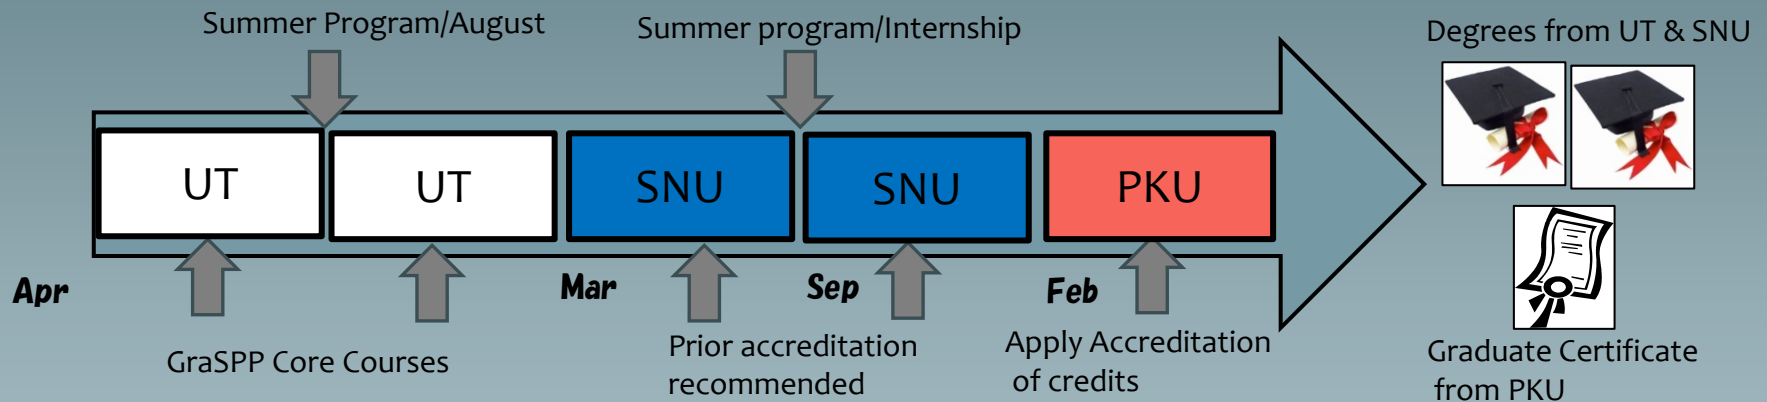 Summer Program/August
Summer program/Internship
Degrees from UT & SNU
UT
UT
SNU
SNU
PKU
Apr
Mar
Sep
Feb
GraSPP Core Courses
Prior accreditation
recommended
Apply Accreditation
of credits
Graduate Certificate
from PKU